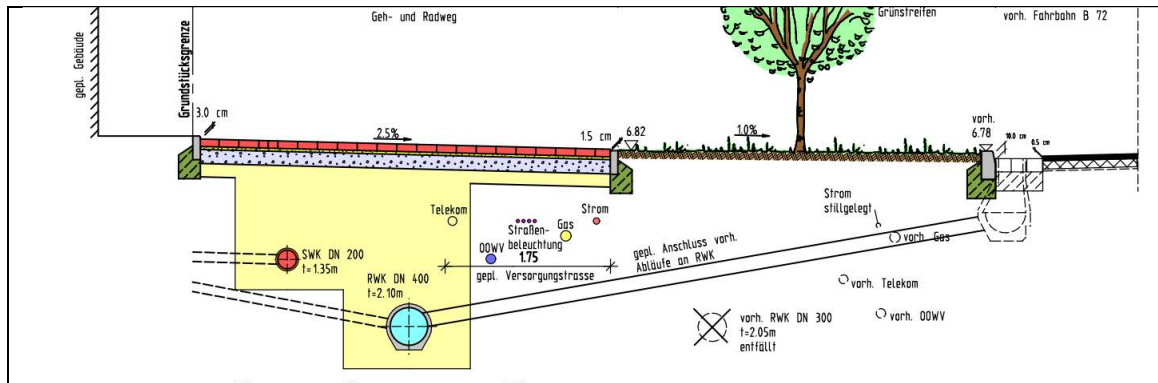 Geh- und Radweg
Grünstreifen
vorh. Fahrbahn B 72
gepl. Gebäude
Grundstücksgrenze
3.0 cm
2.5%
1.5 cm
6.82
1.0%
vorh.
6.78
10.0 cm
0.5 cm
Telekom
Straßen-
beleuchtung
Gas
Strom
OOWV
1.75
gepl. Versorgungstrasse
SWK DN 200
t=1.35m
RWK DN 400
t=2.10m
gepl. Anschluss vorh.
Abläufe an RWK
Strom
stillgelegt
vorh. Gas
vorh. Telekom
vorh. OOWV
vorh. RWK DN 300
t=2.05m
entfällt